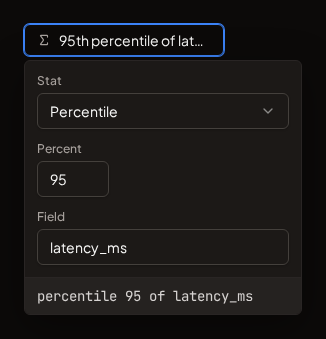 Σ 95th percentile of lat...
Stat
Percentile
Percent
95
Field
latency_ms
percentile 95 of latency_ms